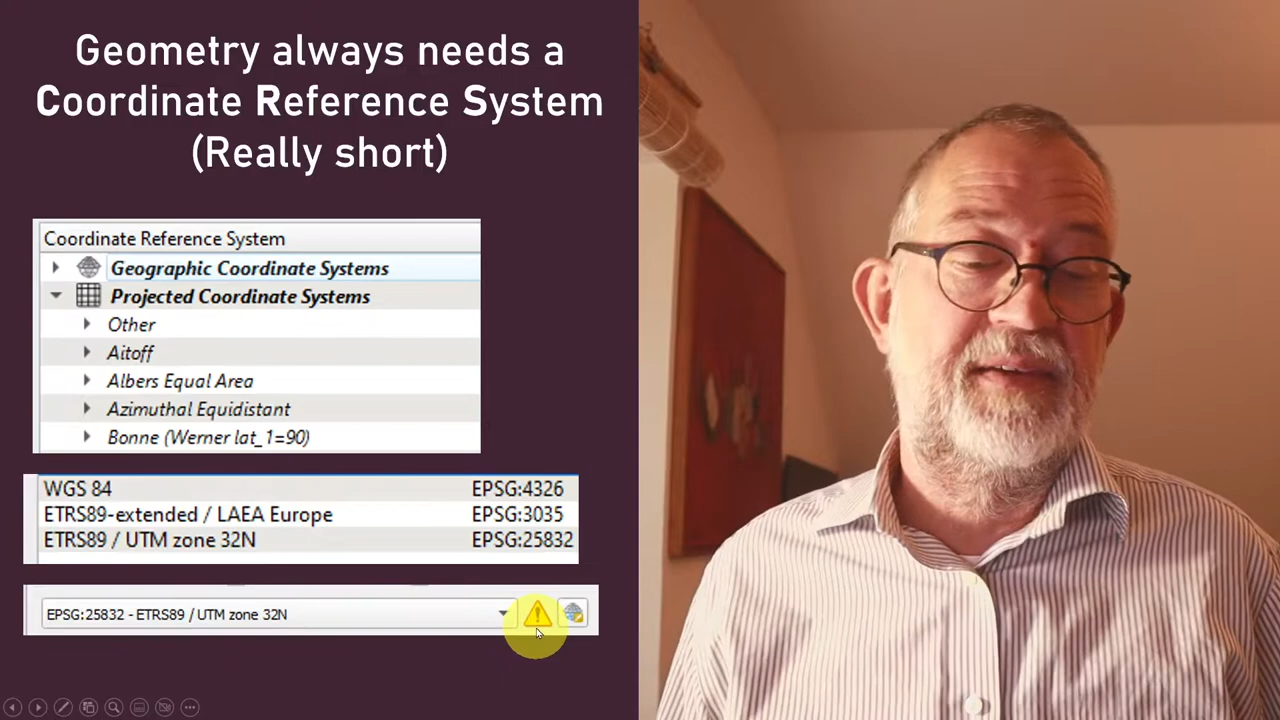 Geometry always needs a
Coordinate Reference System
(Really short)
Coordinate Reference System
Geographic Coordinate Systems
Projected Coordinate Systems
Other
Aitoff
Albers Equal Area
Azimuthal Equidistant
Bonne (Werner lat_1=90)
WGS 84 EPSG:4326
ETRS89-extended / LAEA Europe EPSG:3035
ETRS89 / UTM zone 32N EPSG:25832
EPSG:25832 - ETRS89 / UTM zone 32N